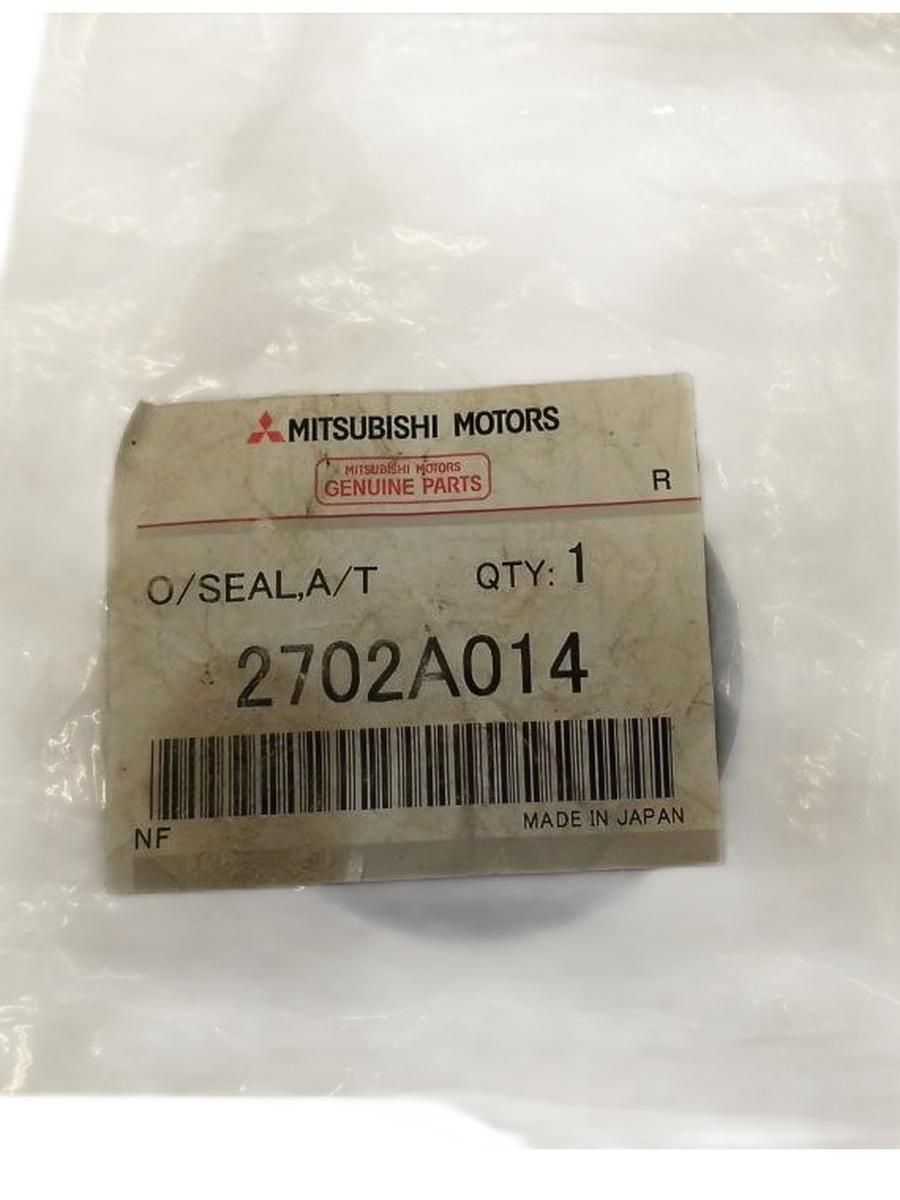 MITSUBISHI MOTORS
MITSUBISHI MOTORS
GENUINE PARTS
R
O/SEAL,A/T QTY: 1
2702A014
NF MADE IN JAPAN